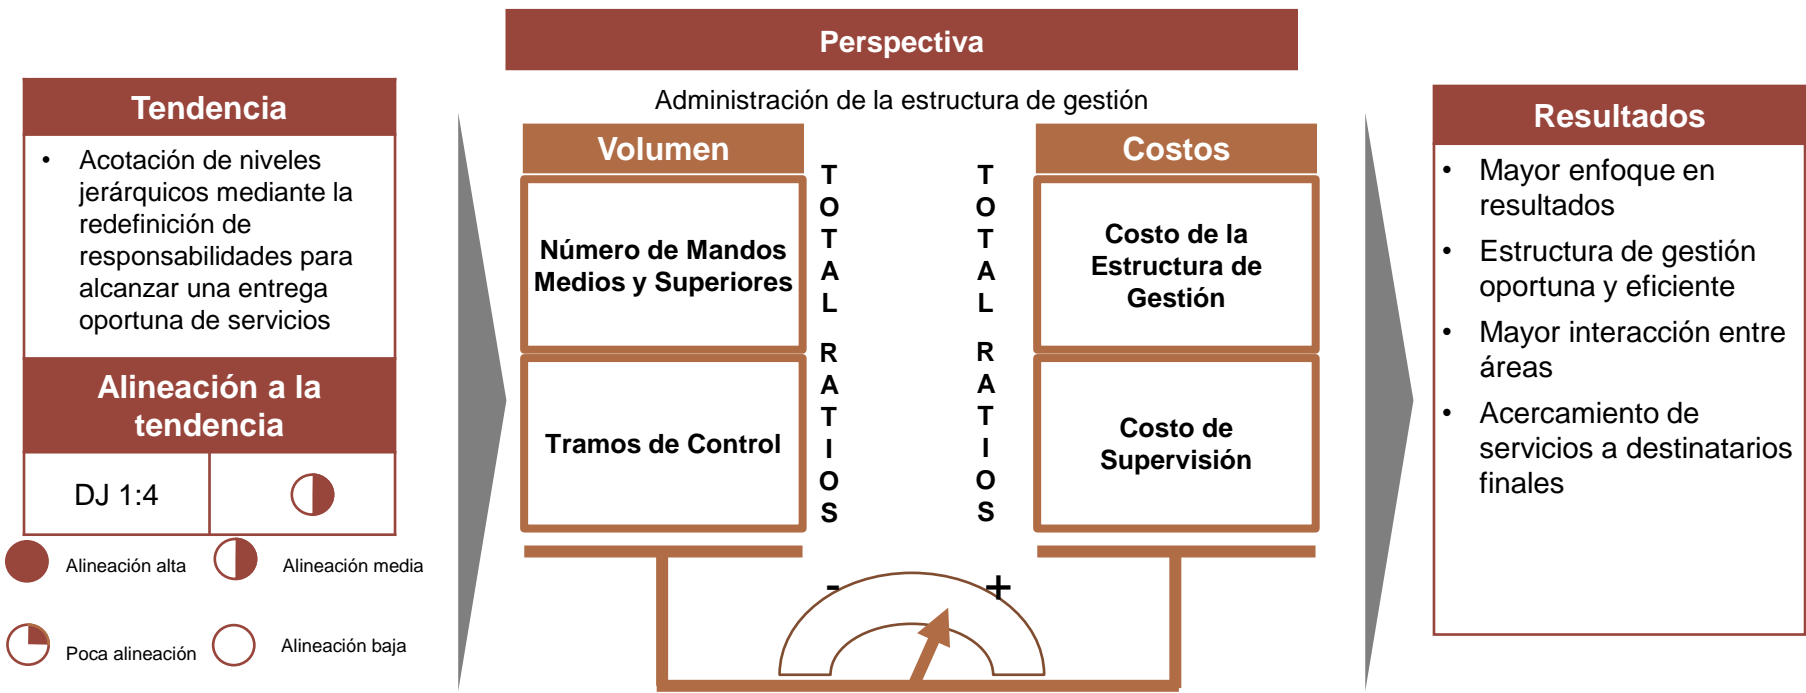 Perspectiva
Tendencia
• Acotación de niveles
jerárquicos mediante la
redefinición de
responsabilidades para
alcanzar una entrega
oportuna de servicios
Alineación a la
tendencia
DJ 1:4
Alineación alta
Alineación media
Poca alineación
Alineación baja
Administración de la estructura de gestión
Volumen
Número de Mandos
Medios y Superiores
Tramos de Control
TOTAL RATIOS
TOTAL RATIOS
Costos
Costo de la
Estructura de
Gestión
Costo de
Supervisión
- +
Resultados
• Mayor enfoque en
resultados
• Estructura de gestión
oportuna y eficiente
• Mayor interacción entre
áreas
• Acercamiento de
servicios a destinatarios
finales